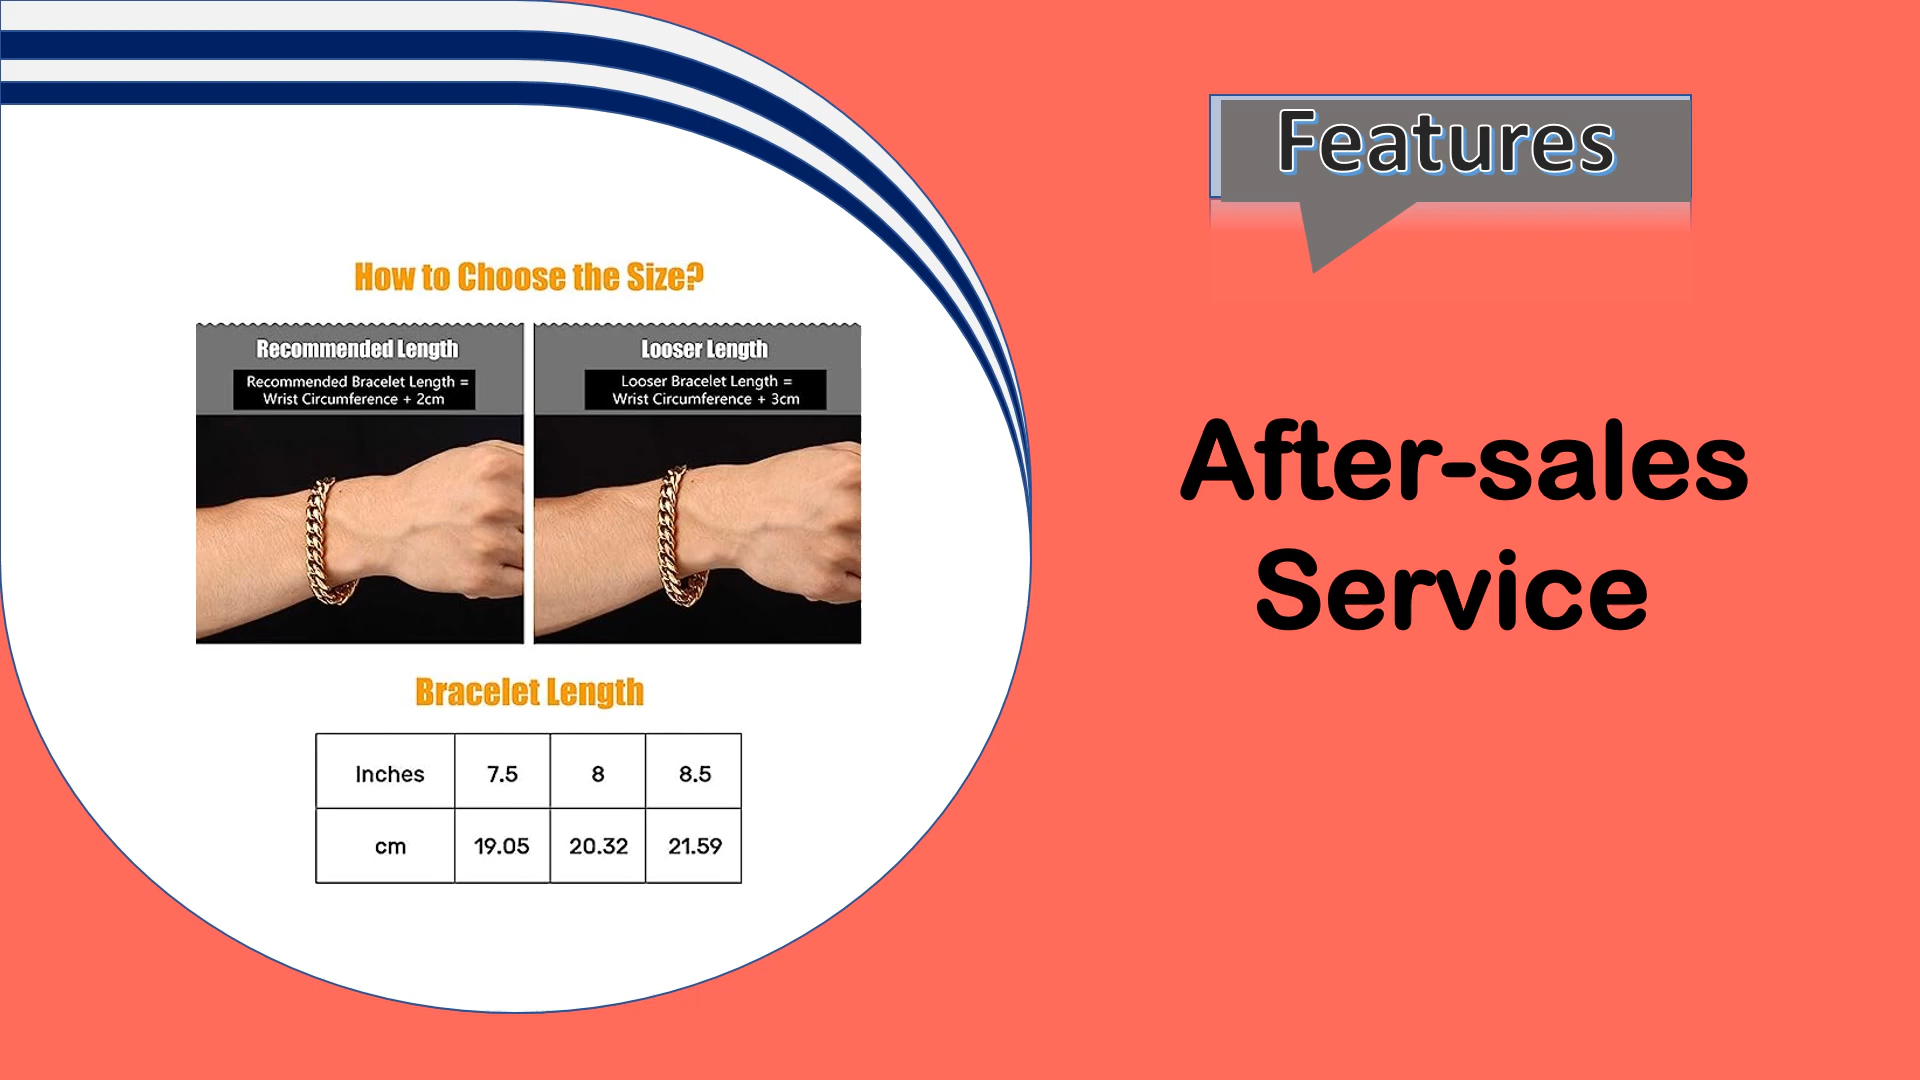 Features
After-sales
Service
How to Choose the Size?
Recommended Length
Recommended Bracelet Length =
Wrist Circumference + 2cm
Looser Length
Looser Bracelet Length =
Wrist Circumference + 3cm
Bracelet Length
Inches 7.5 8 8.5
cm 19.05 20.32 21.59